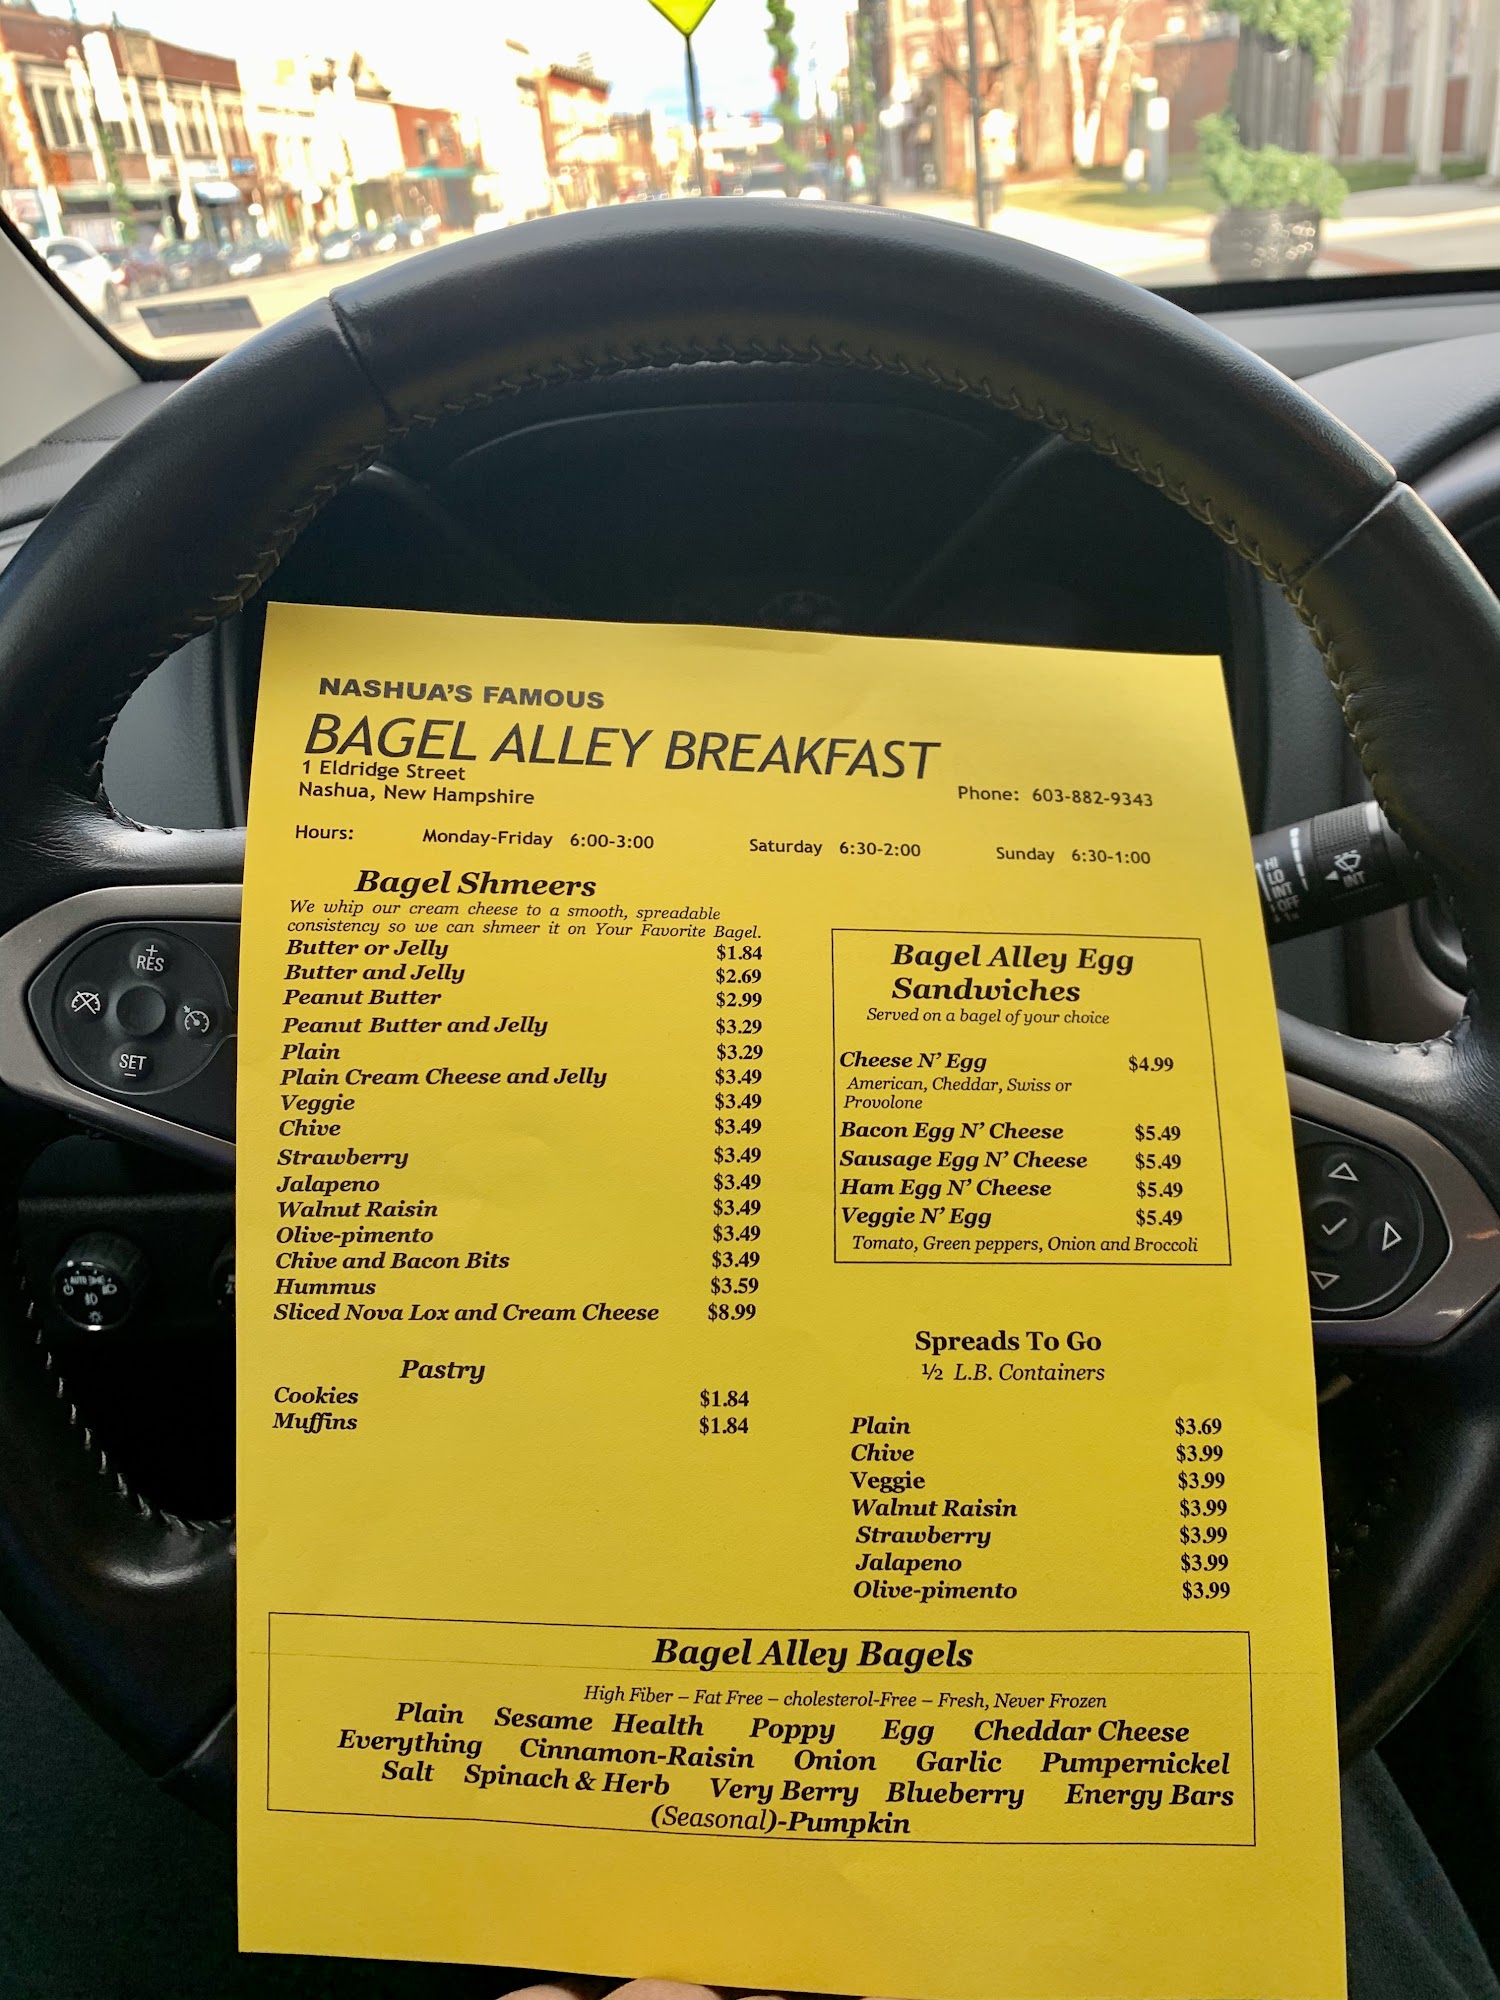 NASHUA'S FAMOUS
BAGEL ALLEY BREAKFAST
1 Eldridge Street
Nashua, New Hampshire
Phone: 603-882-9343
Hours: Monday-Friday 6:00-3:00 Saturday 6:30-2:00 Sunday 6:30-1:00
Bagel Shmeers
We whip our cream cheese to a smooth, spreadable
consistency so we can shmeer it on Your Favorite Bagel.
Butter or Jelly $1.84
Butter and Jelly $2.69
Peanut Butter $2.99
Peanut Butter and Jelly $3.29
Plain $3.29
Plain Cream Cheese and Jelly $3.49
Veggie $3.49
Chive $3.49
Strawberry $3.49
Jalapeno $3.49
Walnut Raisin $3.49
Olive-pimento $3.49
Chive and Bacon Bits $3.49
Hummus $3.59
Sliced Nova Lox and Cream Cheese $8.99
Pastry
Cookies $1.84
Muffins $1.84
Bagel Alley Egg
Sandwiches
Served on a bagel of your choice
Cheese N' Egg $4.99
American, Cheddar, Swiss or
Provolone
Bacon Egg N' Cheese $5.49
Sausage Egg N' Cheese $5.49
Ham Egg N' Cheese $5.49
Veggie N' Egg $5.49
Tomato, Green peppers, Onion and Broccoli
Spreads To Go
½ L.B. Containers
Plain $3.69
Chive $3.99
Veggie $3.99
Walnut Raisin $3.99
Strawberry $3.99
Jalapeno $3.99
Olive-pimento $3.99
Bagel Alley Bagels
High Fiber – Fat Free – cholesterol-Free – Fresh, Never Frozen
Plain Sesame Health Poppy Egg Cheddar Cheese
Everything Cinnamon-Raisin Onion Garlic Pumpernickel
Salt Spinach & Herb Very Berry Blueberry Energy Bars
(Seasonal)-Pumpkin
+
RES
SET
–
AUTO
HI
LO
INT
OFF
INT